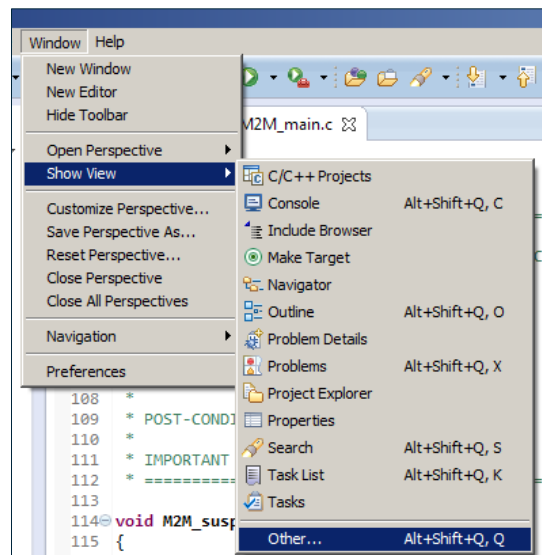 Window Help
New Window
New Editor
Hide Toolbar
Open Perspective
Show View
Customize Perspective...
Save Perspective As...
Reset Perspective...
Close Perspective
Close All Perspectives
Navigation
Preferences
M2M_main.c
C/C++ Projects
Console Alt+Shift+Q, C
Include Browser
Make Target
Navigator
Outline Alt+Shift+Q, O
Problem Details
Problems Alt+Shift+Q, X
Project Explorer
Properties
Search Alt+Shift+Q, S
Task List Alt+Shift+Q, K
Tasks
Other... Alt+Shift+Q, Q
108 *
109 * POST-CONDI
110 *
111 * IMPORTANT
112 * ===========
113
114 void M2M_susp
115 {